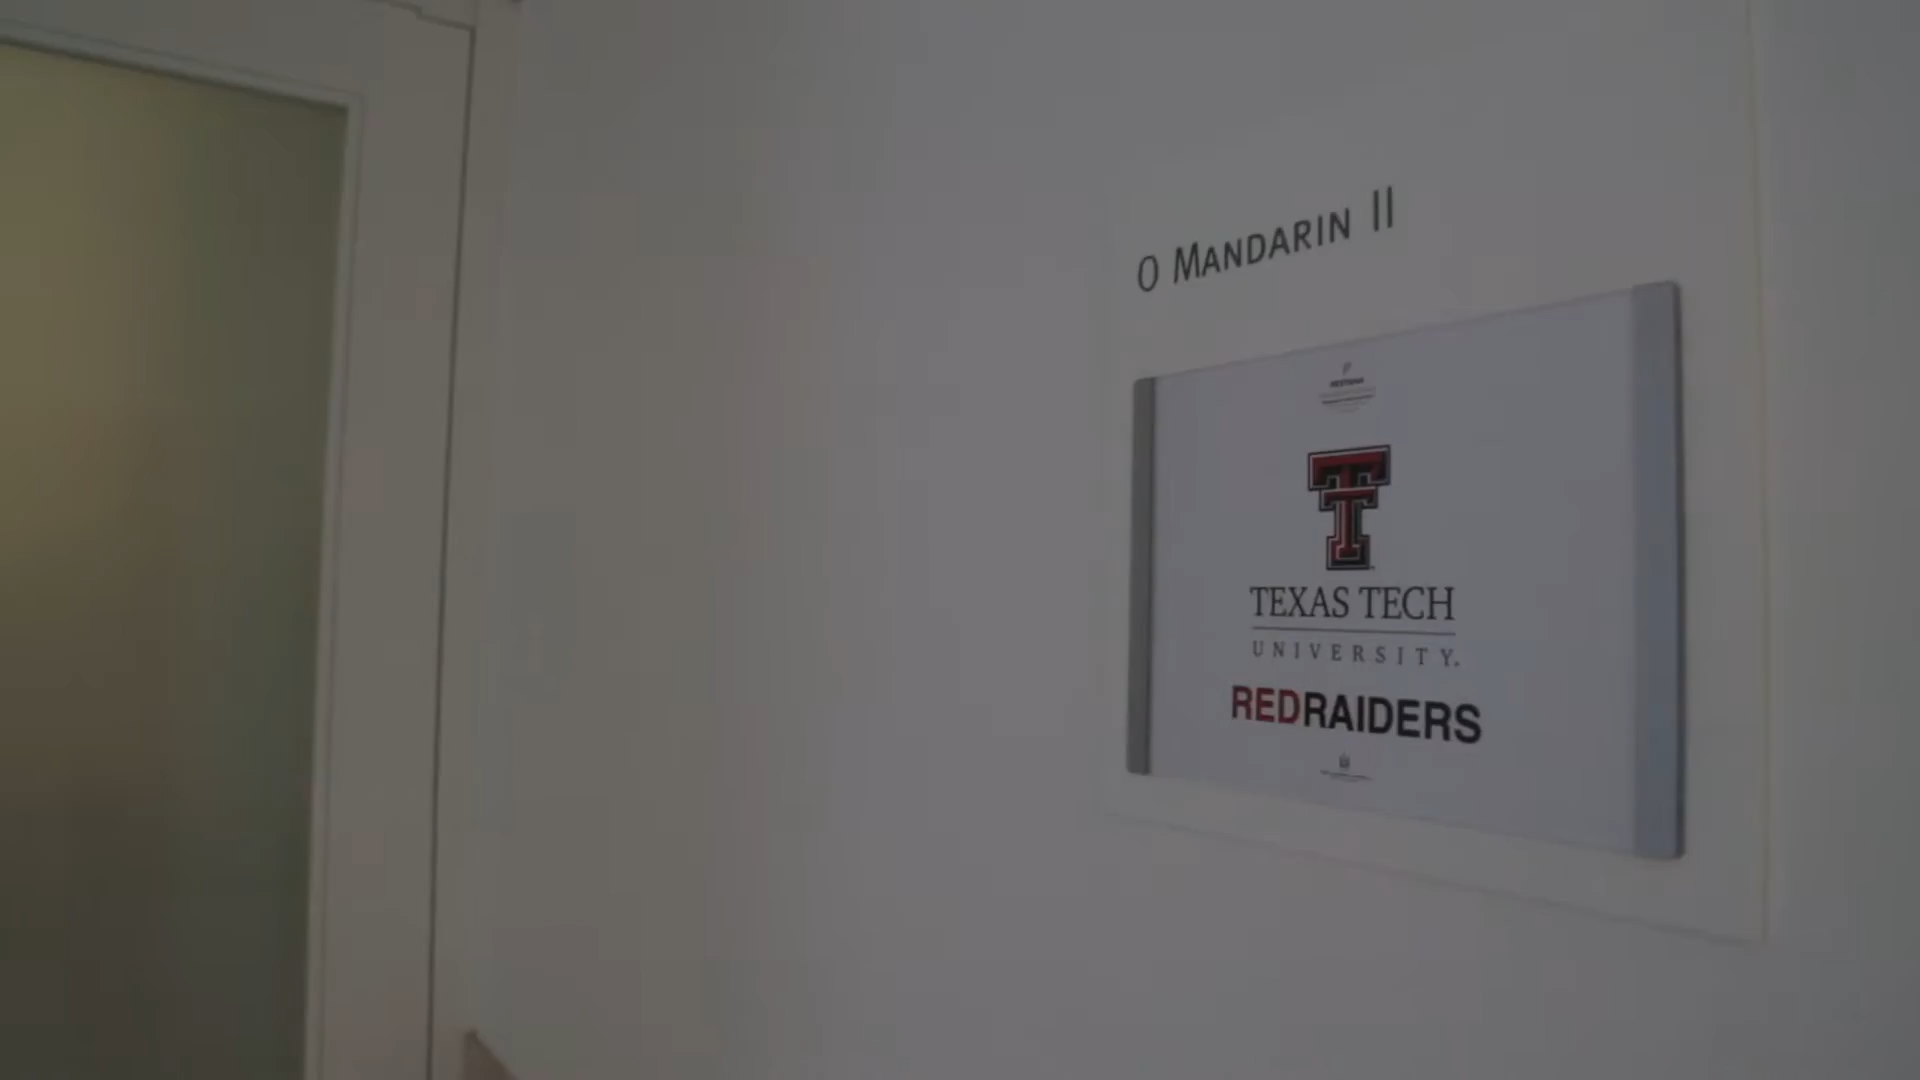 O MANDARIN II
TEXAS TECH
UNIVERSITY.
REDRAIDERS